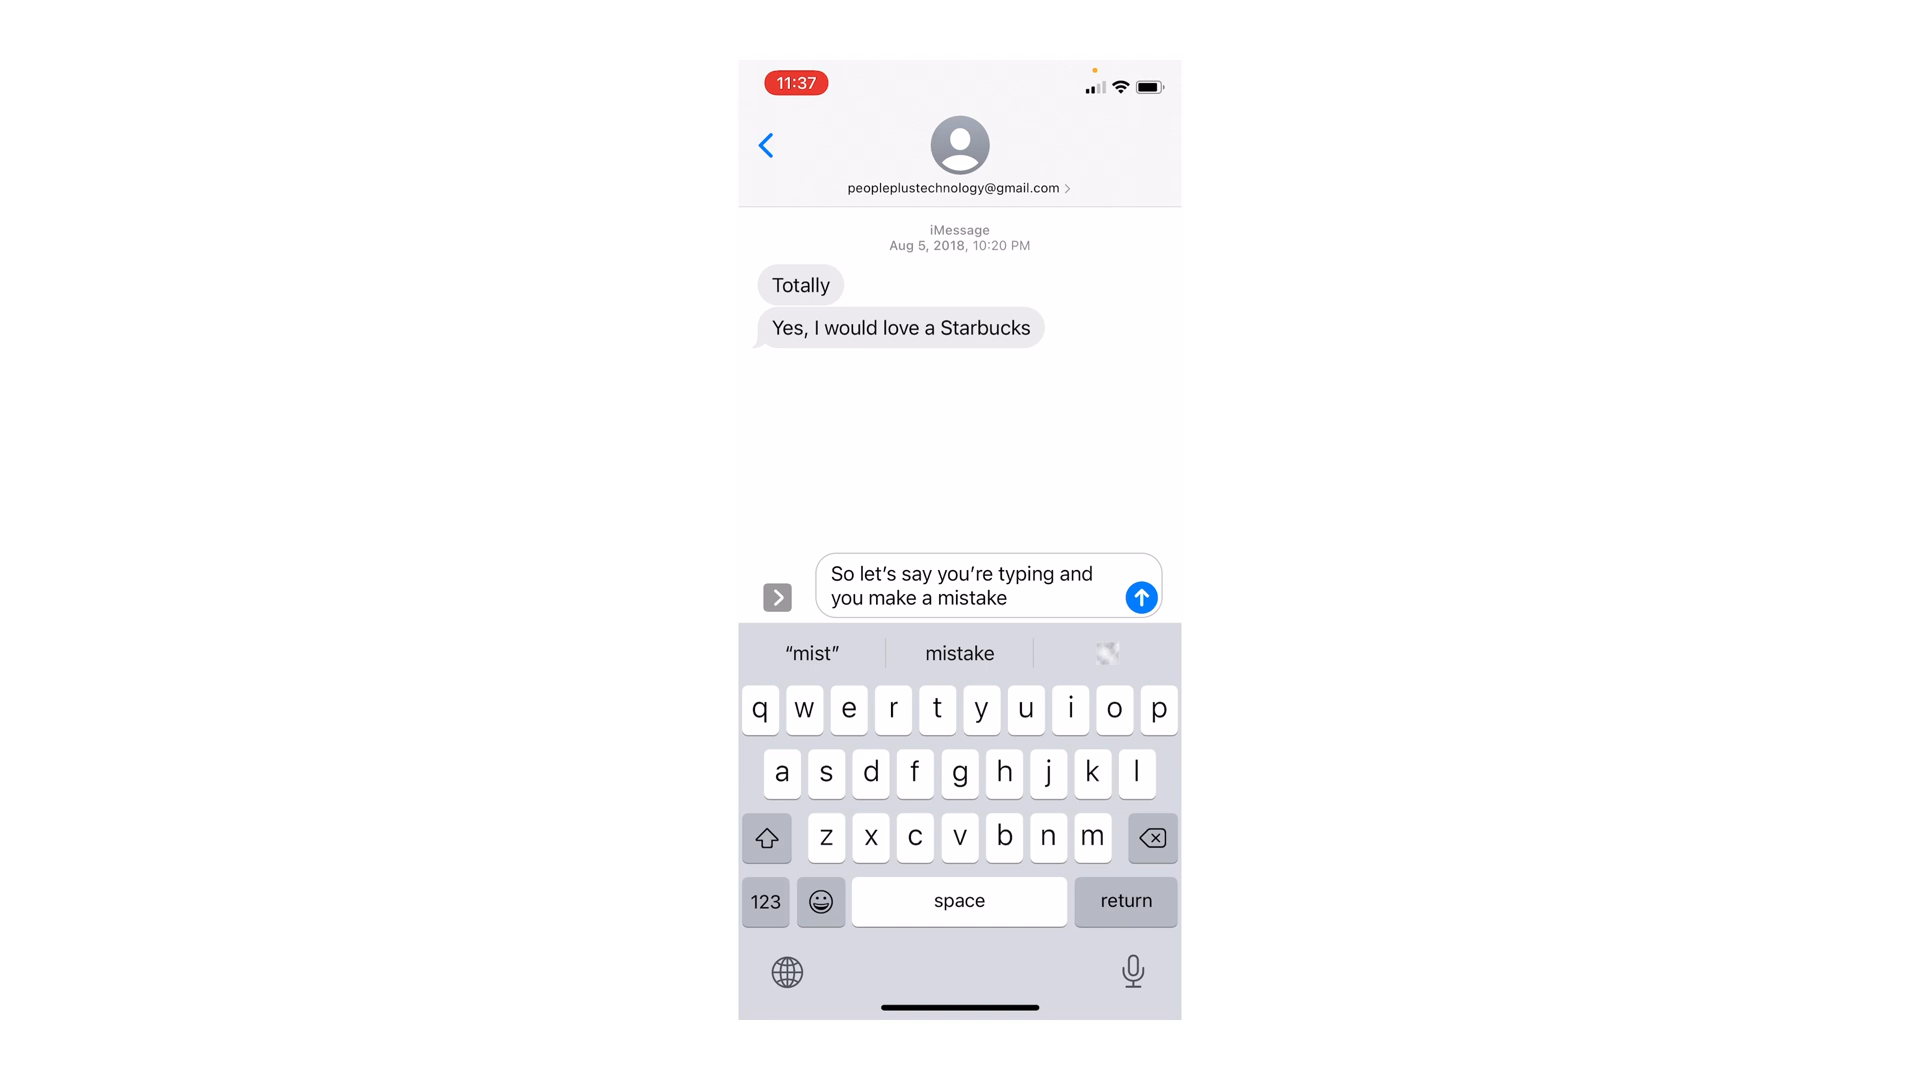 11:37
peopleplustechnology@gmail.com
iMessage
Aug 5, 2018, 10:20 PM
Totally
Yes, I would love a Starbucks
So let’s say you’re typing and
you make a mistake
“mist” mistake
q w e r t y u i o p
a s d f g h j k l
z x c v b n m
123 space return